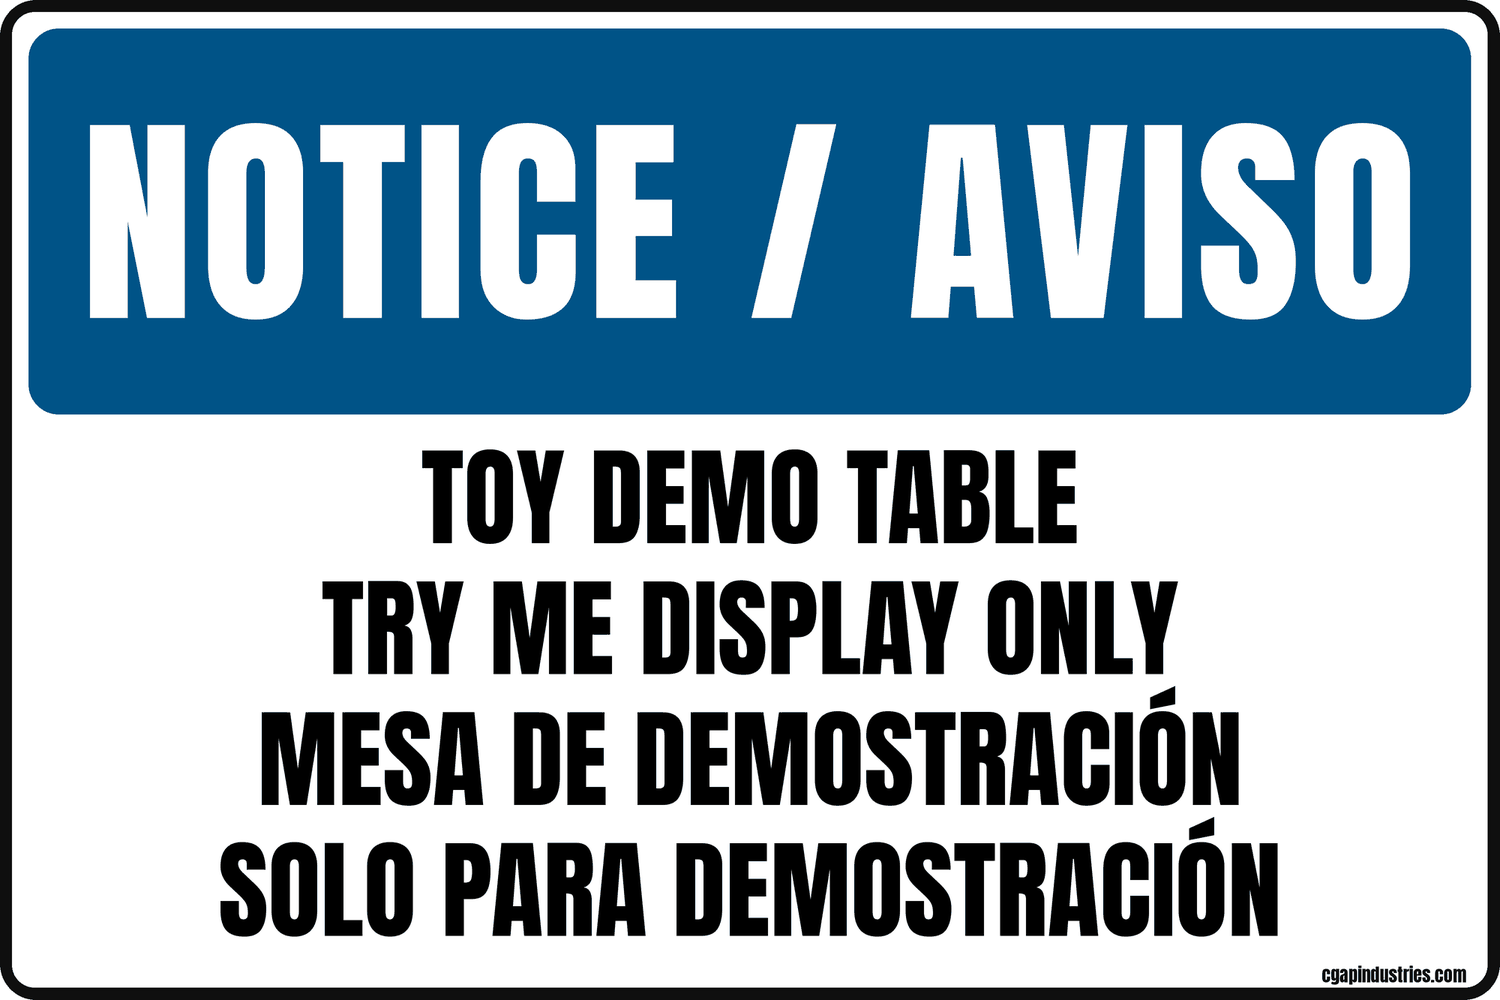 NOTICE / AVISO
TOY DEMO TABLE
TRY ME DISPLAY ONLY
MESA DE DEMOSTRACIÓN
SOLO PARA DEMOSTRACIÓN
cgapindustries.com